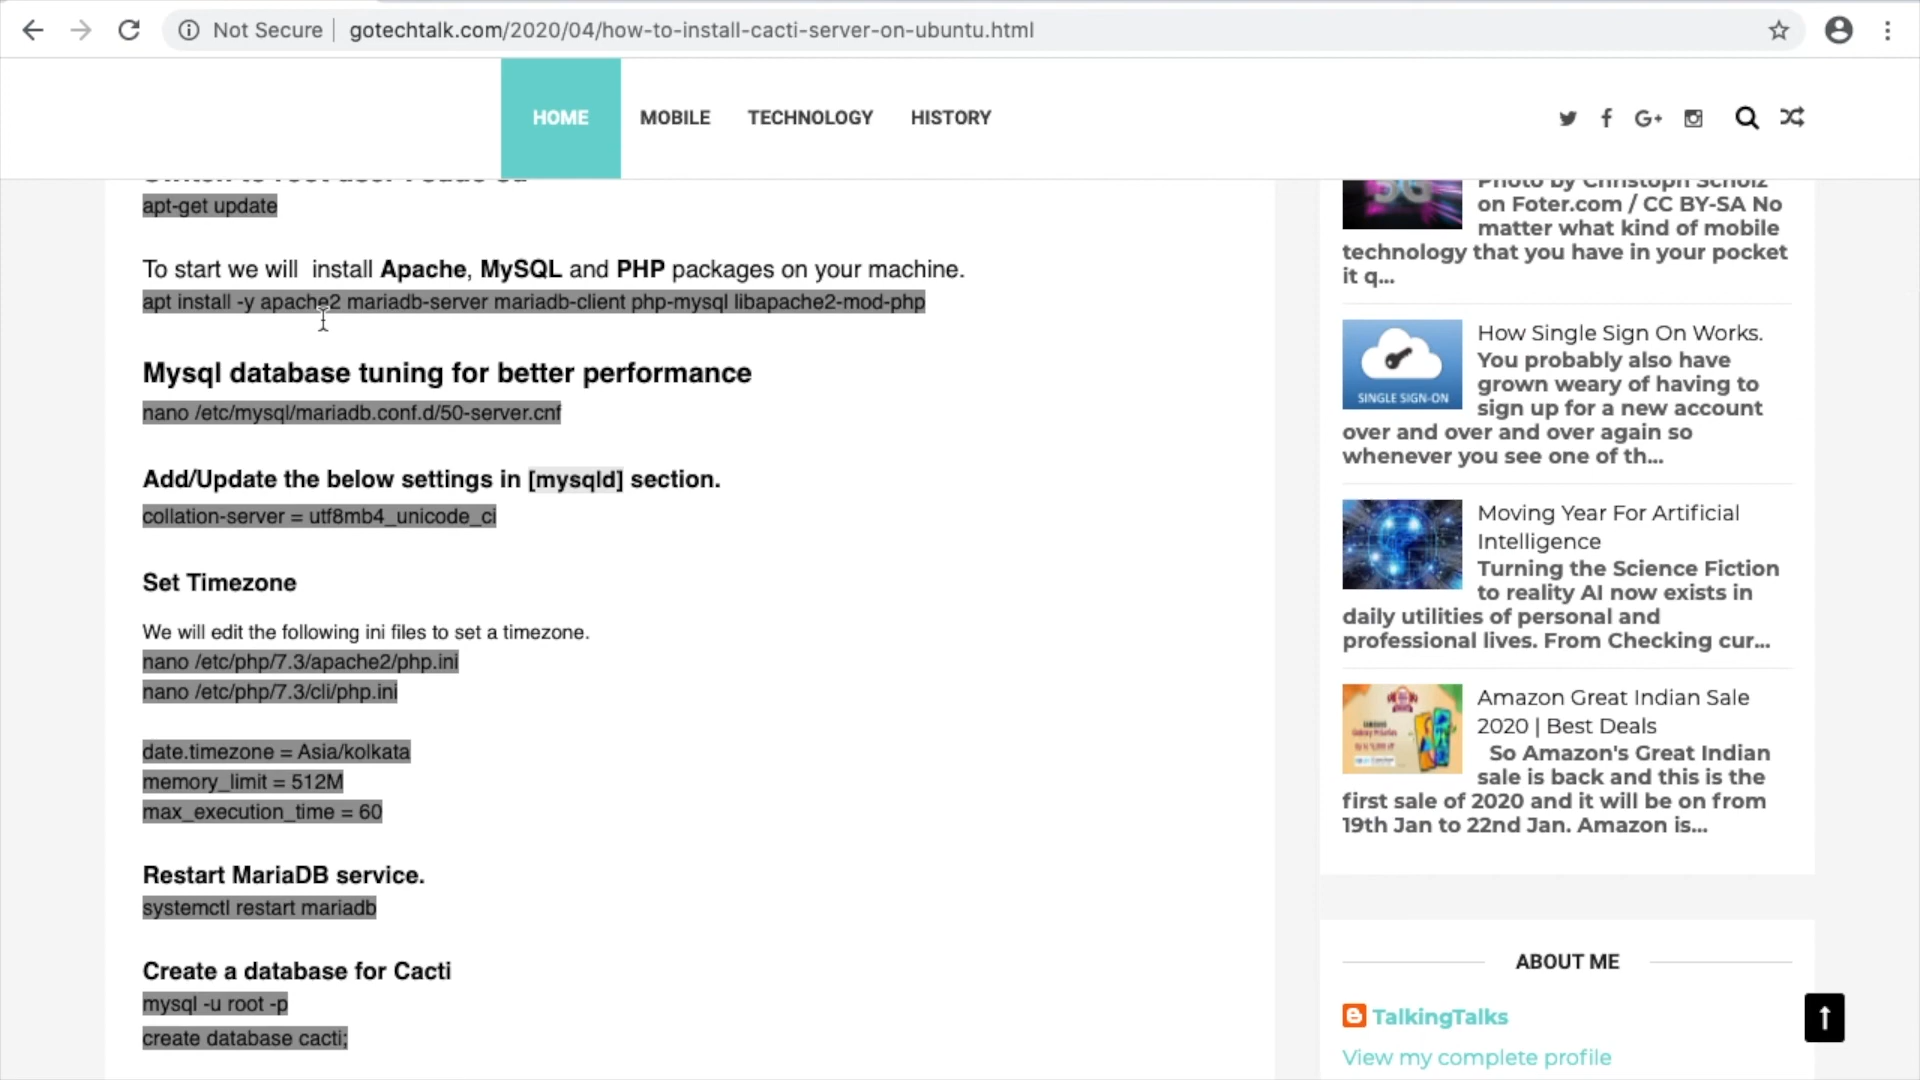 Not Secure
gotechtalk.com/2020/04/how-to-install-cacti-server-on-ubuntu.html
HOME
MOBILE
TECHNOLOGY
HISTORY
apt-get update
To start we will install Apache, MySQL and PHP packages on your machine.
apt install -y apache2 mariadb-server mariadb-client php-mysql libapache2-mod-php
Mysql database tuning for better performance
nano /etc/mysql/mariadb.conf.d/50-server.cnf
Add/Update the below settings in [mysqld] section.
collation-server = utf8mb4_unicode_ci
Set Timezone
We will edit the following ini files to set a timezone.
nano /etc/php/7.3/apache2/php.ini
nano /etc/php/7.3/cli/php.ini
date.timezone = Asia/kolkata
memory_limit = 512M
max_execution_time = 60
Restart MariaDB service.
systemctl restart mariadb
Create a database for Cacti
mysql -u root -p
create database cacti;
5G
Photo by Christoph Scholz
on Foter.com / CC BY-SA No
matter what kind of mobile
technology that you have in your pocket
it q...
SINGLE SIGN-ON
How Single Sign On Works.
You probably also have
grown weary of having to
sign up for a new account
over and over and over again so
whenever you see one of th...
Moving Year For Artificial
Intelligence
Turning the Science Fiction
to reality AI now exists in
daily utilities of personal and
professional lives. From Checking cur...
Amazon Great Indian Sale
2020 | Best Deals
So Amazon's Great Indian
sale is back and this is the
first sale of 2020 and it will be on from
19th Jan to 22nd Jan. Amazon is...
ABOUT ME
TalkingTalks
View my complete profile